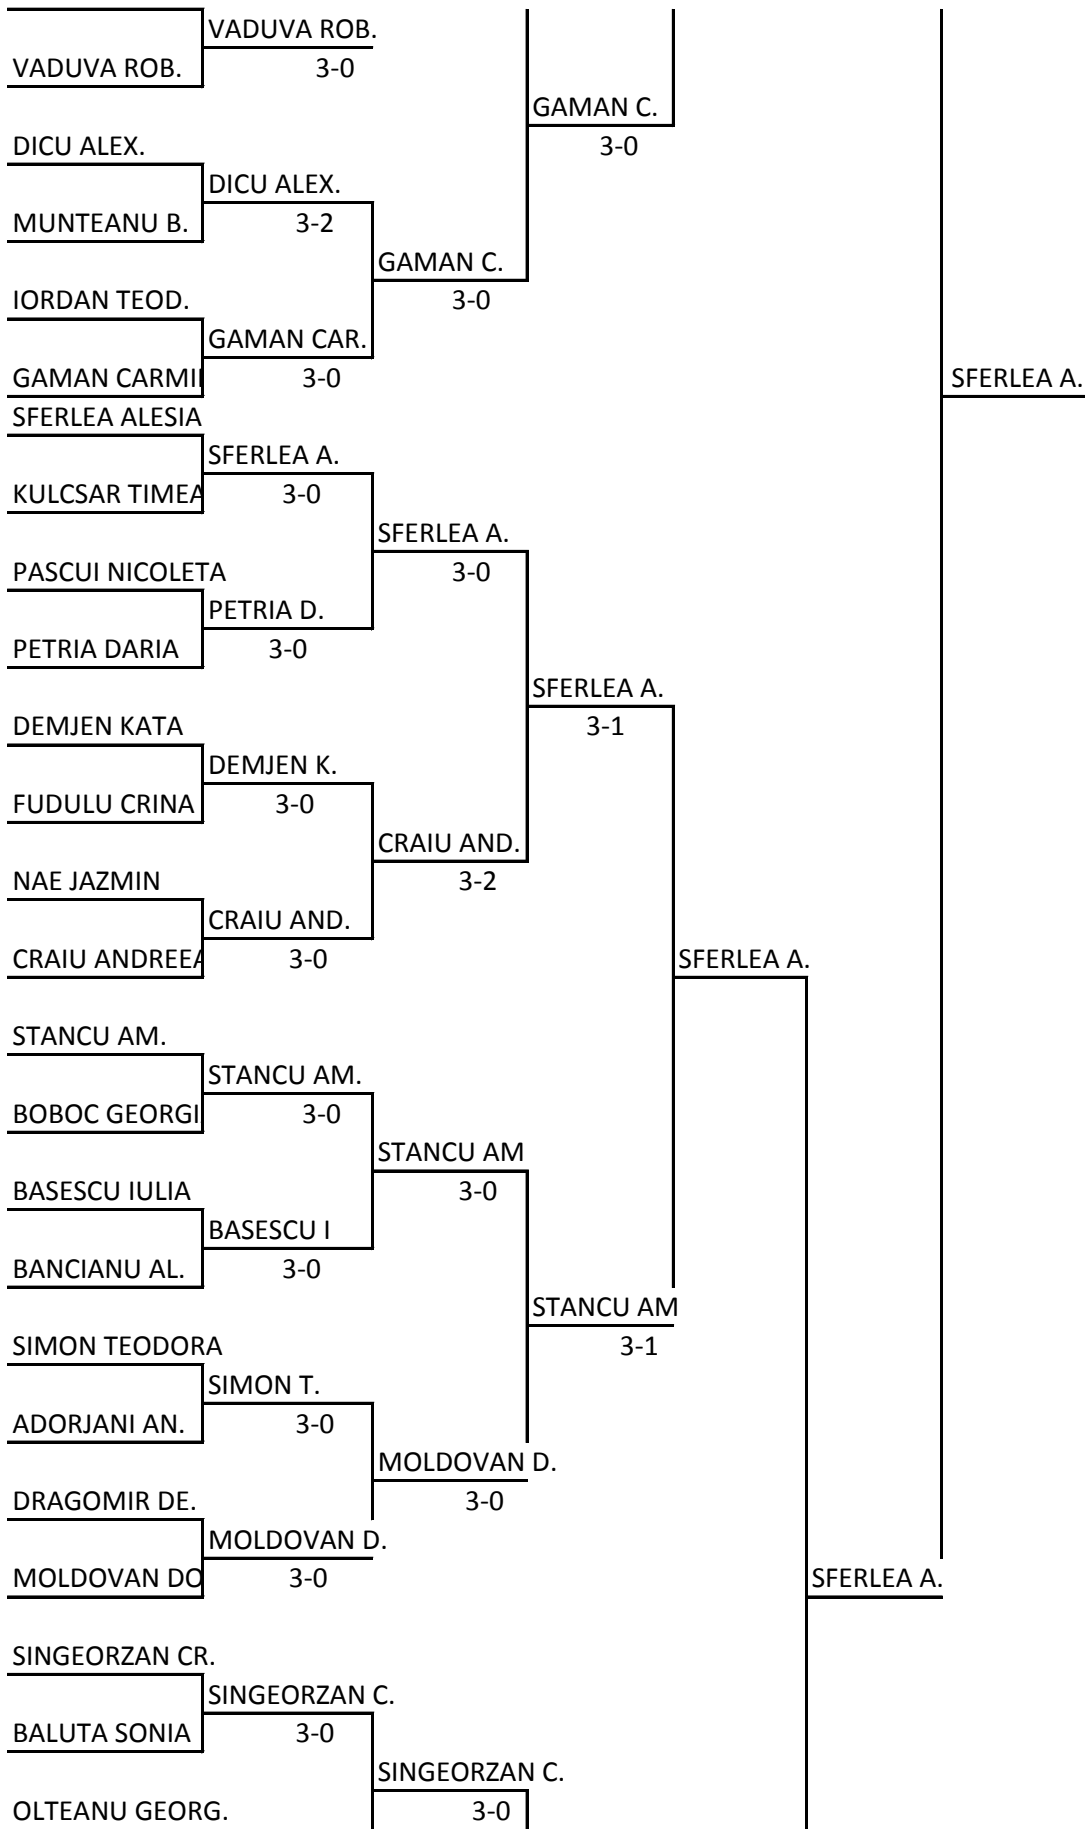 VADUVA ROB.
VADUVA ROB. 3-0
GAMAN C.
DICU ALEX. 3-0
DICU ALEX.
MUNTEANU B. 3-2
GAMAN C.
IORDAN TEOD. 3-0
GAMAN CAR.
GAMAN CARMII 3-0 SFERLEA A.
SFERLEA ALESIA
SFERLEA A.
KULCSAR TIMEA 3-0
SFERLEA A.
PASCUI NICOLETA 3-0
PETRIA D.
PETRIA DARIA 3-0
SFERLEA A.
DEMJEN KATA 3-1
DEMJEN K.
FUDULU CRINA 3-0
CRAIU AND.
NAE JAZMIN 3-2
CRAIU AND.
CRAIU ANDREEA 3-0 SFERLEA A.
STANCU AM.
STANCU AM.
BOBOC GEORGI 3-0
STANCU AM
BASESCU IULIA 3-0
BASESCU I
BANCIANU AL. 3-0
STANCU AM
SIMON TEODORA 3-1
SIMON T.
ADORJANI AN. 3-0
MOLDOVAN D.
DRAGOMIR DE. 3-0
MOLDOVAN D.
MOLDOVAN DO 3-0 SFERLEA A.
SINGEORZAN CR.
SINGEORZAN C.
BALUTA SONIA 3-0
SINGEORZAN C.
OLTEANU GEORG. 3-0